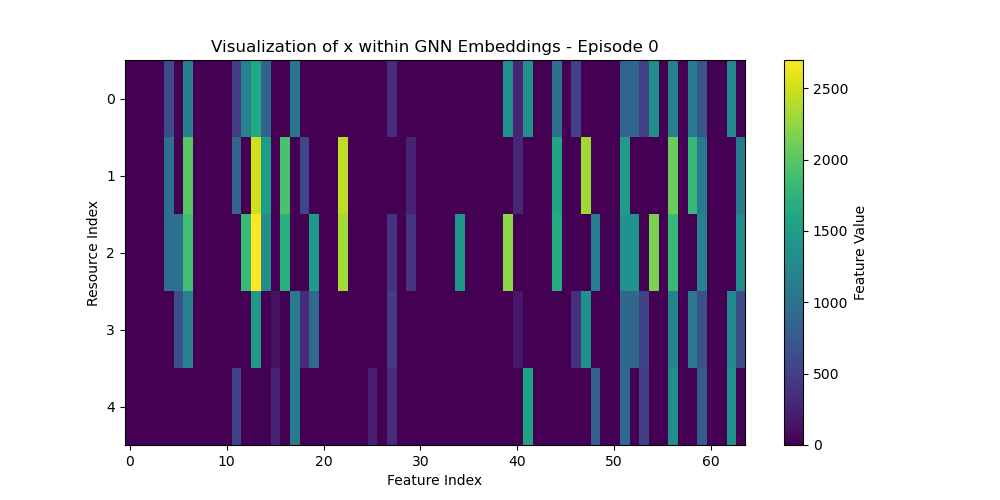 Visualization of x within GNN Embeddings - Episode 0
Resource Index
0
1
2
3
4
0 10 20 30 40 50 60
Feature Index
2500
2000
1500
1000
500
0
Feature Value